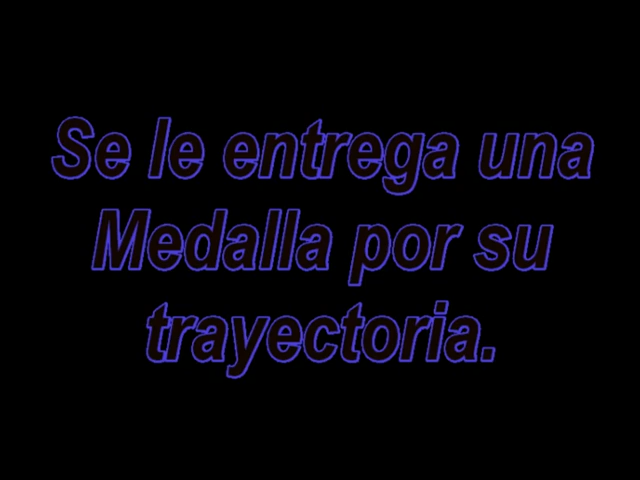 Se le entrega una
Medalla por su
trayectoria.